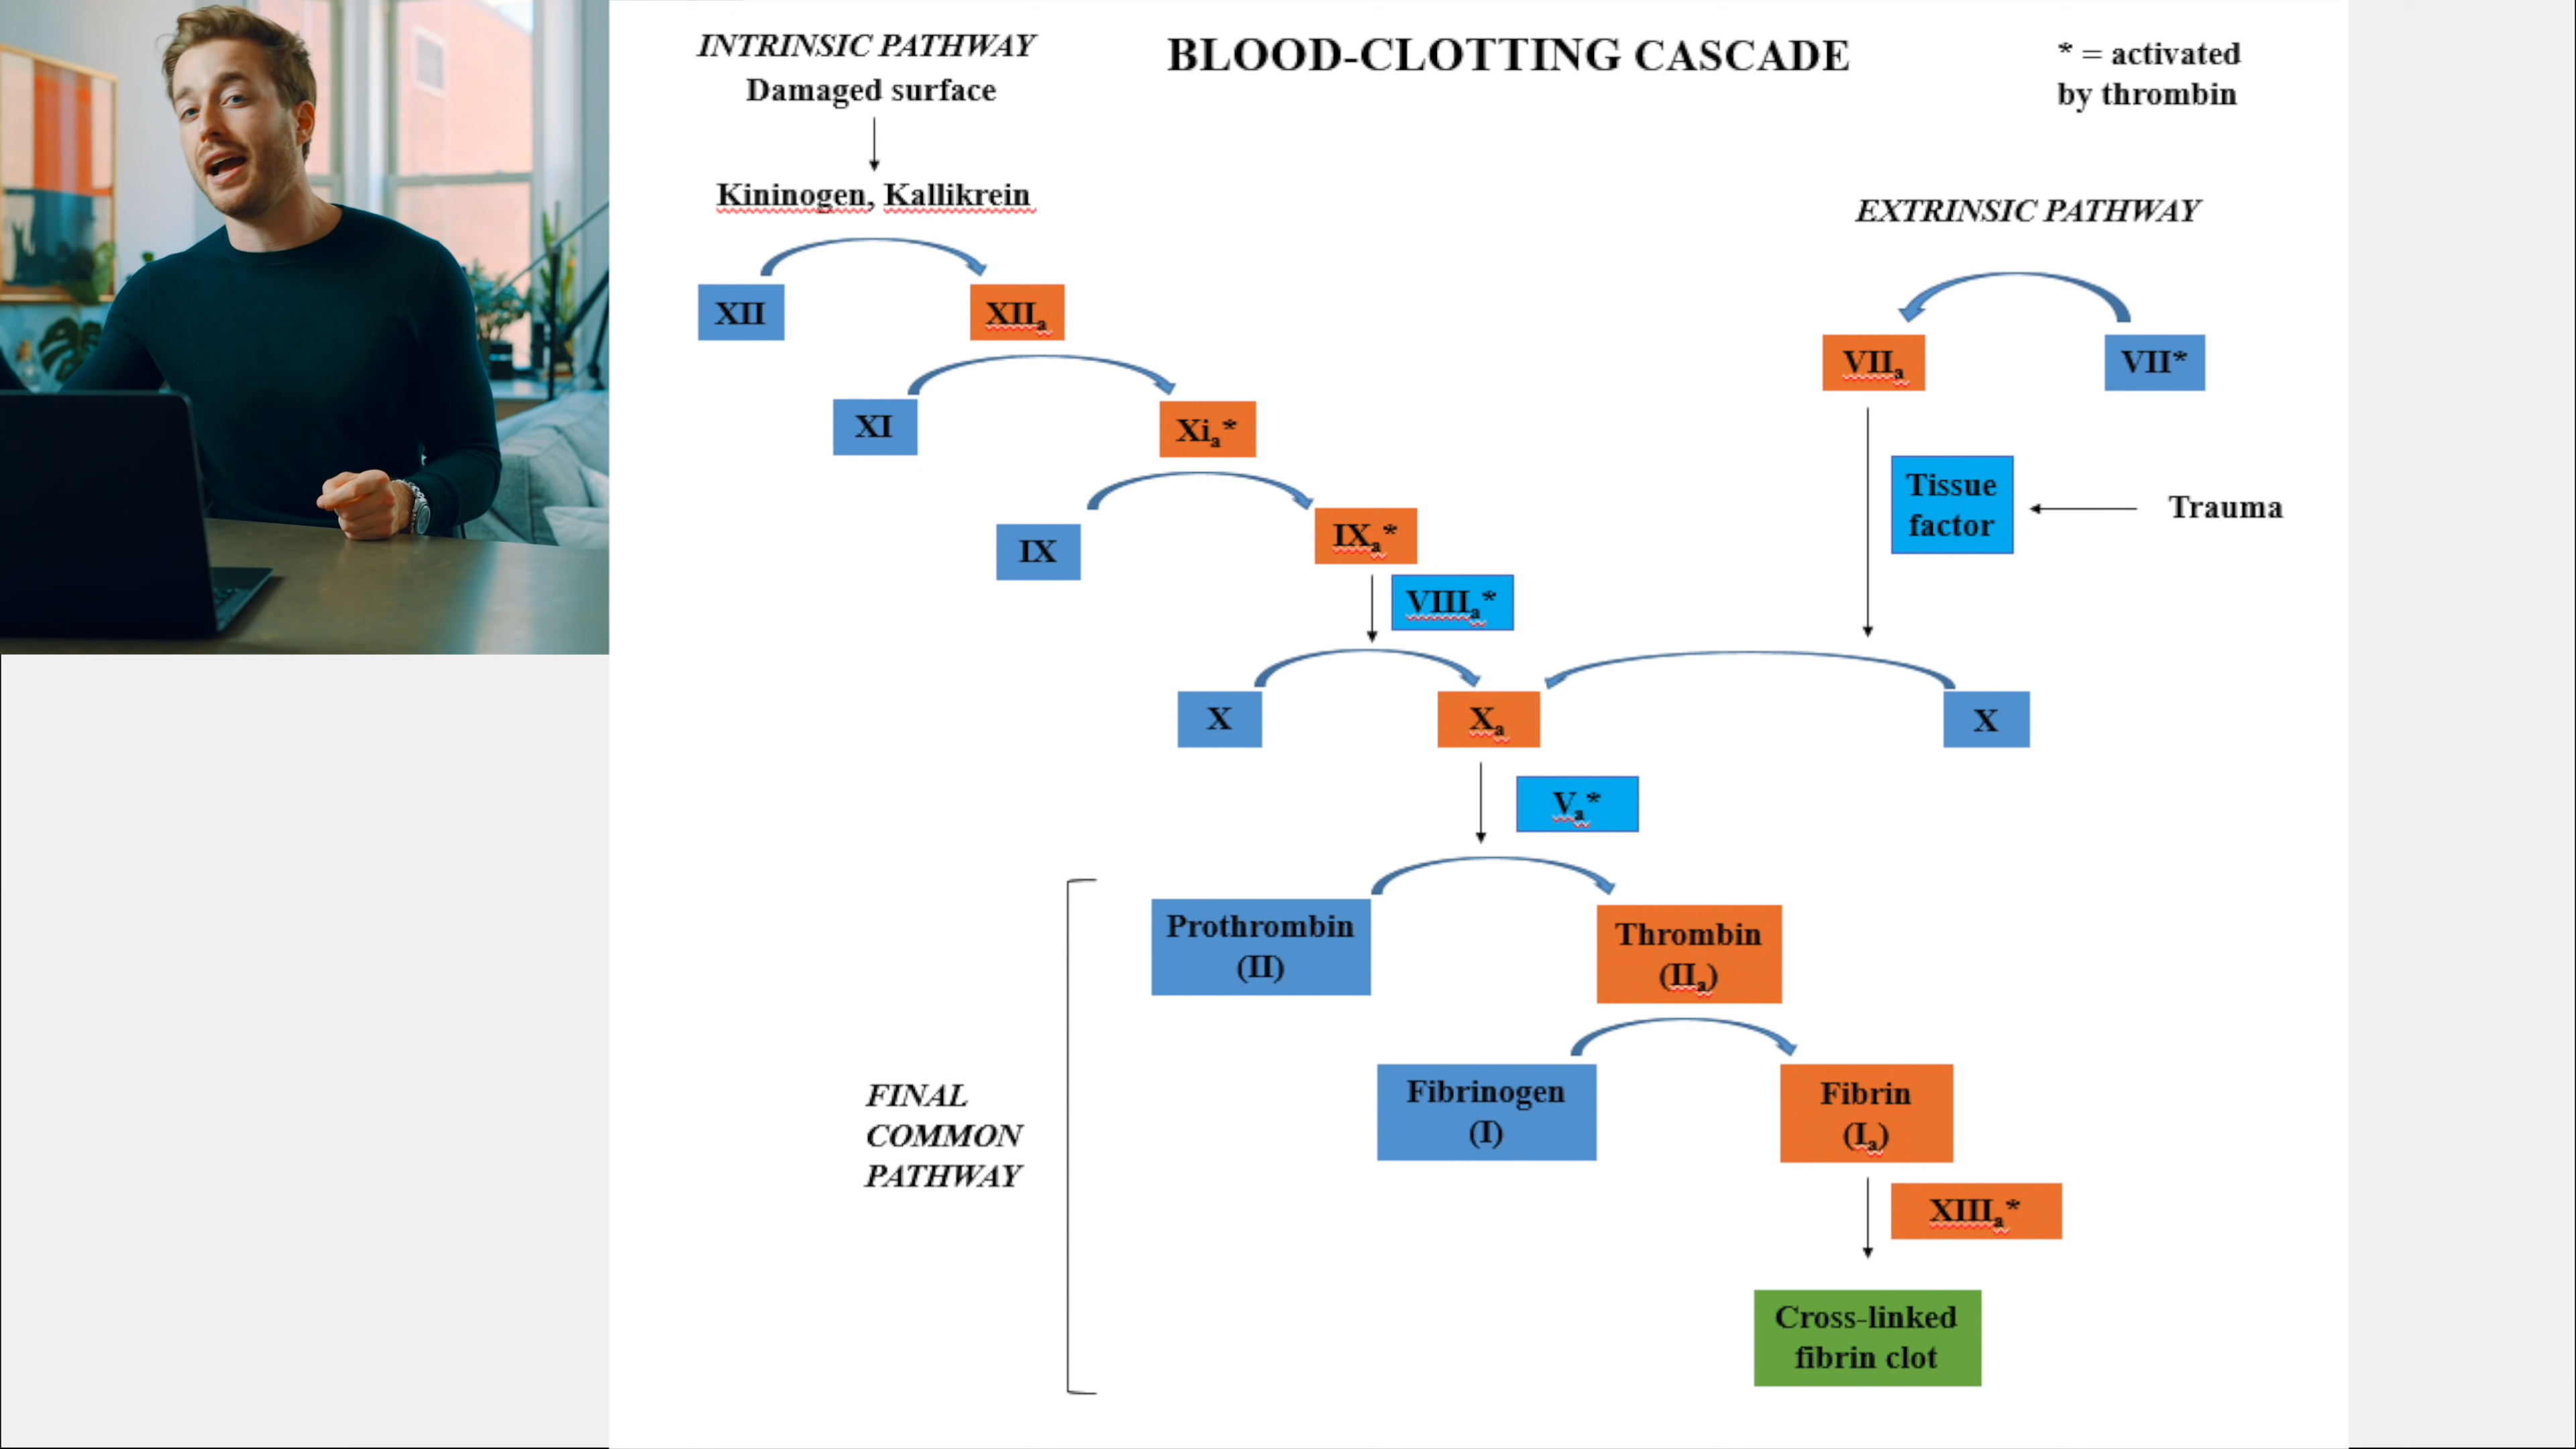 BLOOD-CLOTTING CASCADE
* = activated
by thrombin
INTRINSIC PATHWAY
Damaged surface
Kininogen, Kallikrein
XII
XIIa
XI
Xia*
IX
IXa*
VIIIa*
EXTRINSIC PATHWAY
VIIa
VII*
Tissue
factor
Trauma
X
Xa
X
Va*
FINAL
COMMON
PATHWAY
Prothrombin
(II)
Thrombin
(IIa)
Fibrinogen
(I)
Fibrin
(Ia)
XIIIa*
Cross-linked
fibrin clot